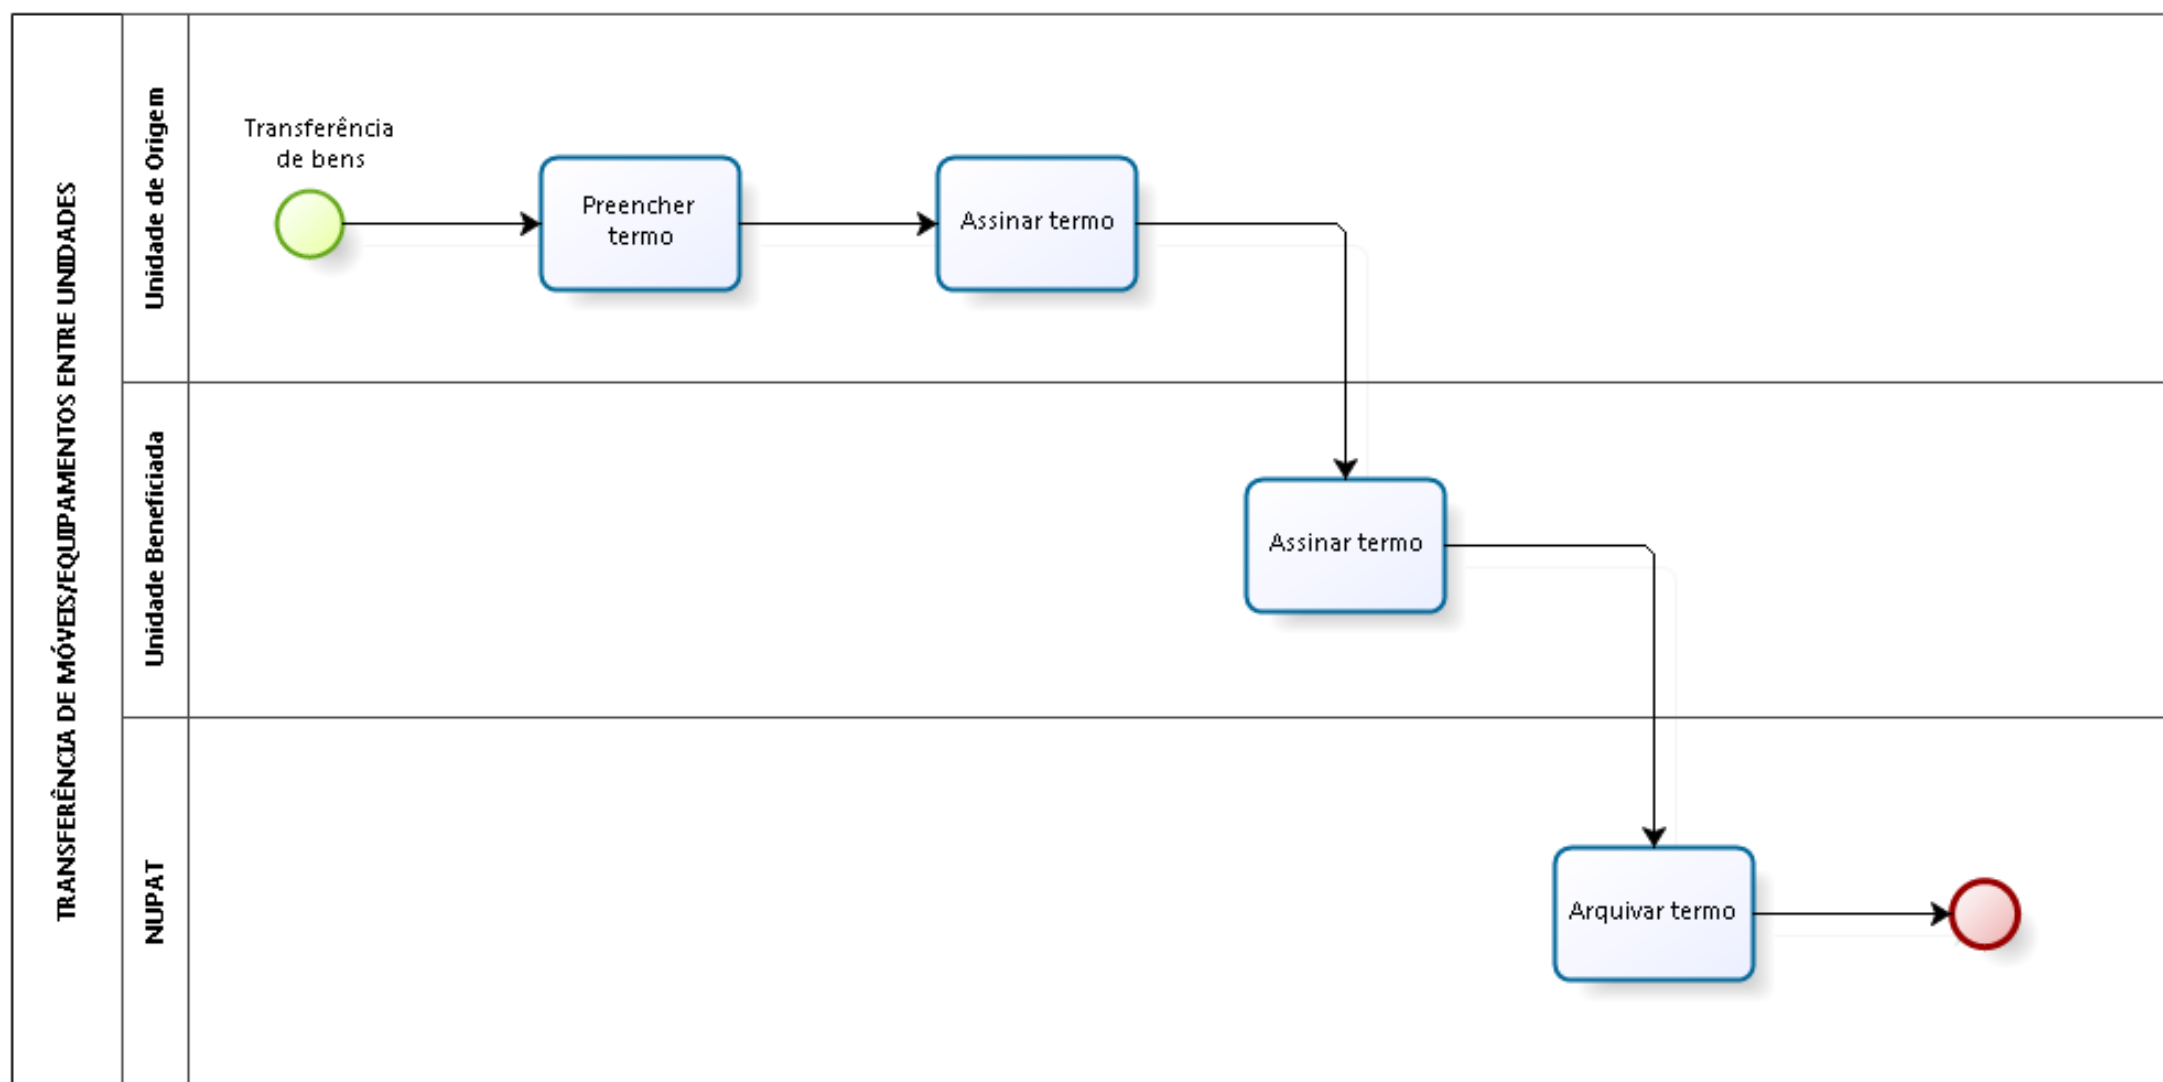 TRANSFERÊNCIA DE MÓVEIS/EQUIPAMENTOS ENTRE UNIDADES
Unidade de Origem
Transferência
de bens
Preencher
termo
Assinar termo
Unidade Beneficiada
Assinar termo
NUPAT
Arquivar termo